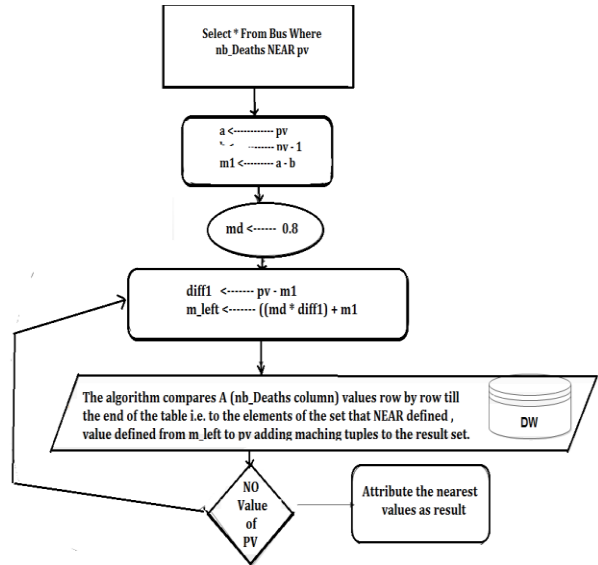 Select * From Bus Where
nb_Deaths NEAR pv
a <------------ pv
------- pv - 1
m1 <--------- a - b
md <------ 0.8
diff1 <------- pv - m1
m_left <------- ((md * diff1) + m1
The algorithm compares A (nb_Deaths column) values row by row till
the end of the table i.e. to the elements of the set that NEAR defined ,
value defined from m_left to pv adding maching tuples to the result set.
DW
NO
Value
of
PV
Attribute the nearest
values as result